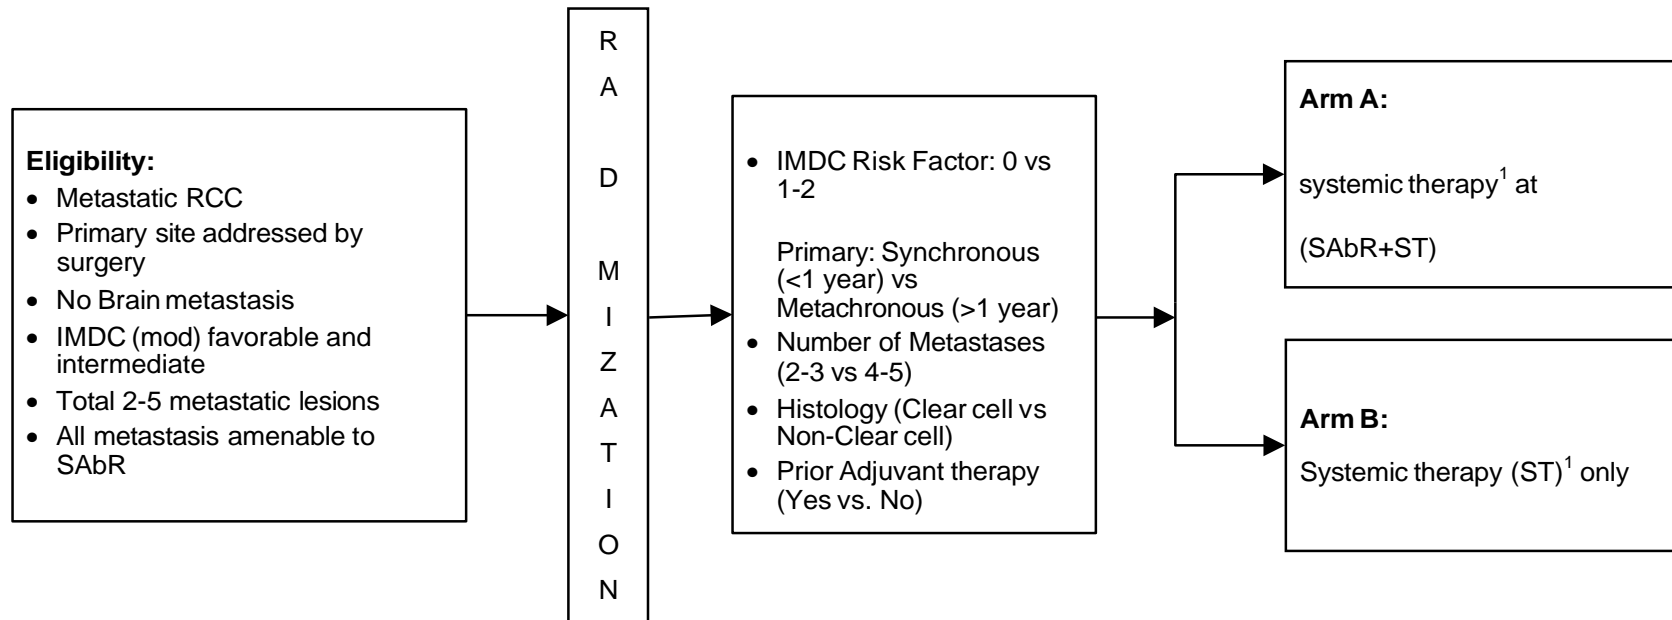 Eligibility:
• Metastatic RCC
• Primary site addressed by
surgery
• No Brain metastasis
• IMDC (mod) favorable and
intermediate
• Total 2-5 metastatic lesions
• All metastasis amenable to
SAbR
R
A
D
M
I
Z
A
T
I
O
N
• IMDC Risk Factor: 0 vs
1-2
Primary: Synchronous
(<1 year) vs
Metachronous (>1 year)
• Number of Metastases
(2-3 vs 4-5)
• Histology (Clear cell vs
Non-Clear cell)
• Prior Adjuvant therapy
(Yes vs. No)
Arm A:
systemic therapy¹ at
(SAbR+ST)
Arm B:
Systemic therapy (ST)¹ only